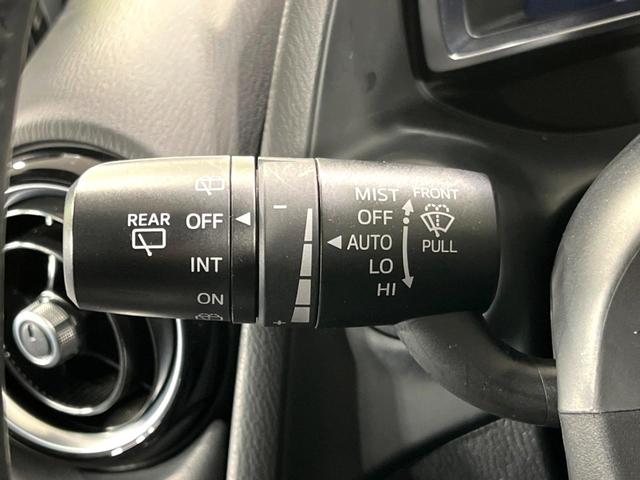 REAR
OFF
INT
ON
−
+
MIST
OFF
AUTO
LO
HI
FRONT
PULL